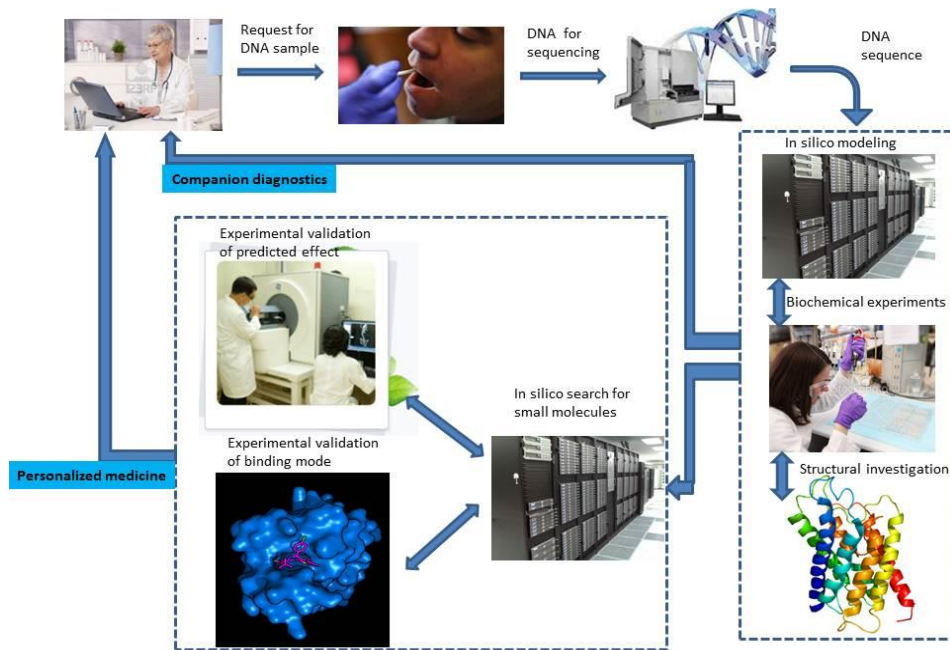 Request for
DNA sample
DNA for
sequencing
DNA
sequence
In silico modeling
Companion diagnostics
Experimental validation
of predicted effect
Biochemical experiments
In silico search for
small molecules
Experimental validation
of binding mode
Personalized medicine
Structural investigation